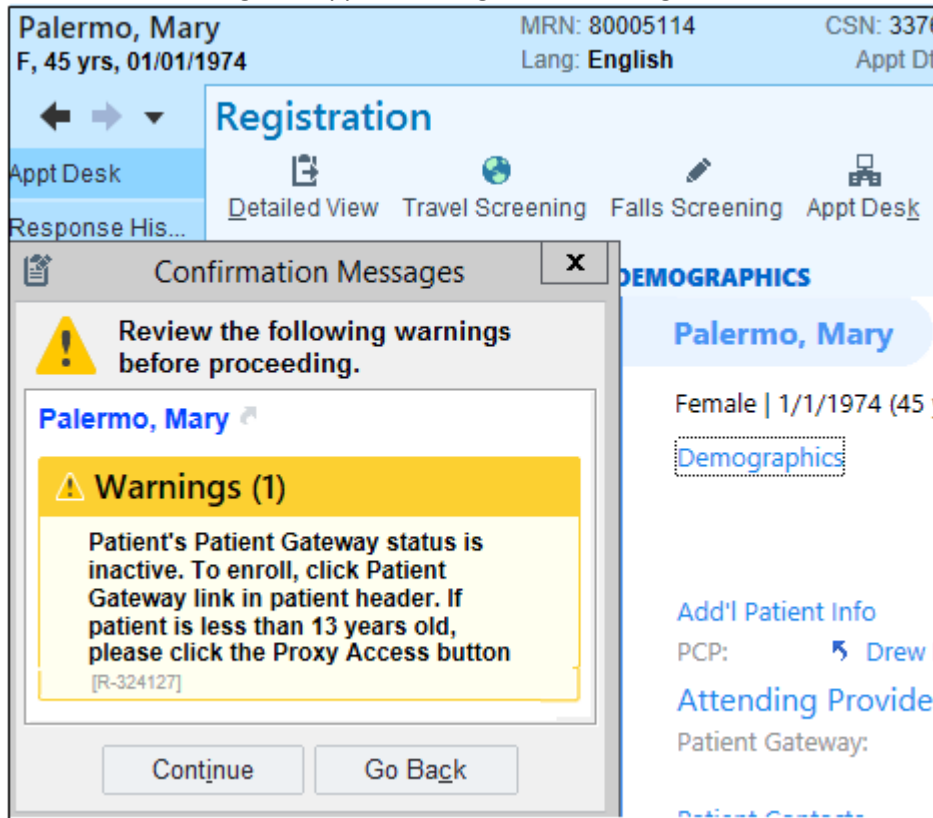 Palermo, Mary
MRN: 80005114
CSN: 3376
F, 45 yrs, 01/01/1974
Lang: English
Appt
Registration
Appt Desk
Response His...
Detailed View
Travel Screening
Falls Screening
Appt Desk
Confirmation Messages
x
Review the following warnings
before proceeding.
Palermo, Mary
Warnings (1)
Patient's Patient Gateway status is
inactive. To enroll, click Patient
Gateway link in patient header. If
patient is less than 13 years old,
please click the Proxy Access button
[R-324127]
Continue
Go Back
DEMOGRAPHICS
Palermo, Mary
Female | 1/1/1974 (45
Demographics
Add'l Patient Info
PCP:
Drew
Attending Provide
Patient Gateway: